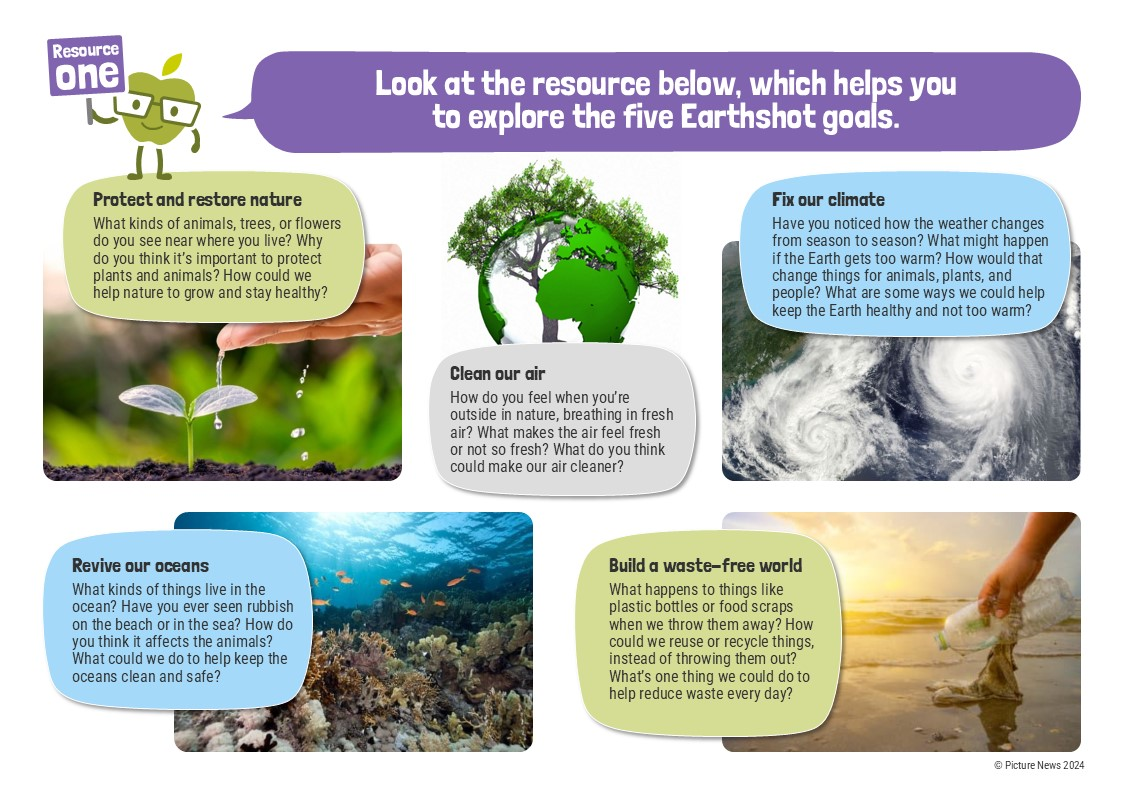 Resource
one
Look at the resource below, which helps you
to explore the five Earthshot goals.
Protect and restore nature
What kinds of animals, trees, or flowers
do you see near where you live? Why
do you think it's important to protect
plants and animals? How could we
help nature to grow and stay healthy?
Clean our air
How do you feel when you're
outside in nature, breathing in fresh
air? What makes the air feel fresh
or not so fresh? What do you think
could make our air cleaner?
Fix our climate
Have you noticed how the weather changes
from season to season? What might happen
if the Earth gets too warm? How would that
change things for animals, plants, and
people? What are some ways we could help
keep the Earth healthy and not too warm?
Revive our oceans
What kinds of things live in the
ocean? Have you ever seen rubbish
on the beach or in the sea? How do
you think it affects the animals?
What could we do to help keep the
oceans clean and safe?
Build a waste-free world
What happens to things like
plastic bottles or food scraps
when we throw them away? How
could we reuse or recycle things,
instead of throwing them out?
What's one thing we could do to
help reduce waste every day?
© Picture News 2024